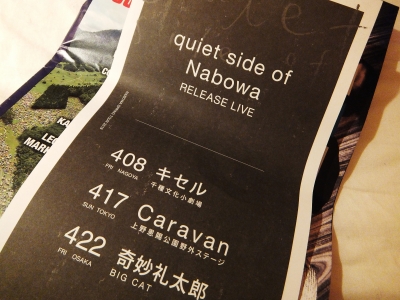 quiet side of
Nabowa
RELEASE LIVE
408 キセル
FRI NAGOYA 千種文化小劇場
417 Caravan
SUN TOKYO 上野恩賜公園野外ステージ
422 奇妙礼太郎
FRI OSAKA BIG CAT